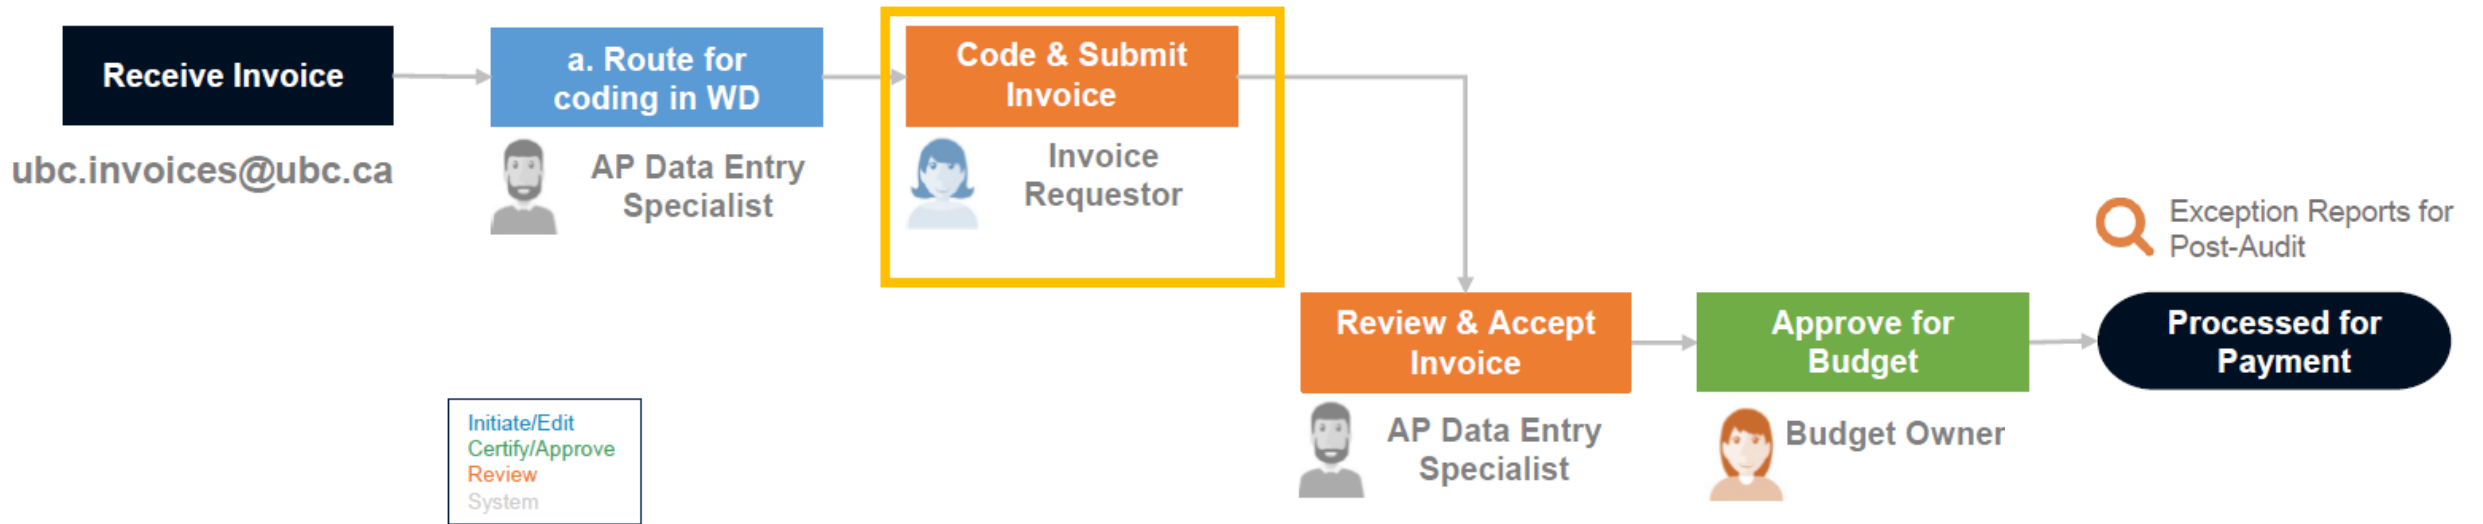 Receive Invoice
ubc.invoices@ubc.ca
a. Route for
coding in WD
AP Data Entry
Specialist
Code & Submit
Invoice
Invoice
Requestor
Review & Accept
Invoice
AP Data Entry
Specialist
Approve for
Budget
Budget Owner
Exception Reports for
Post-Audit
Processed for
Payment
Initiate/Edit
Certify/Approve
Review
System